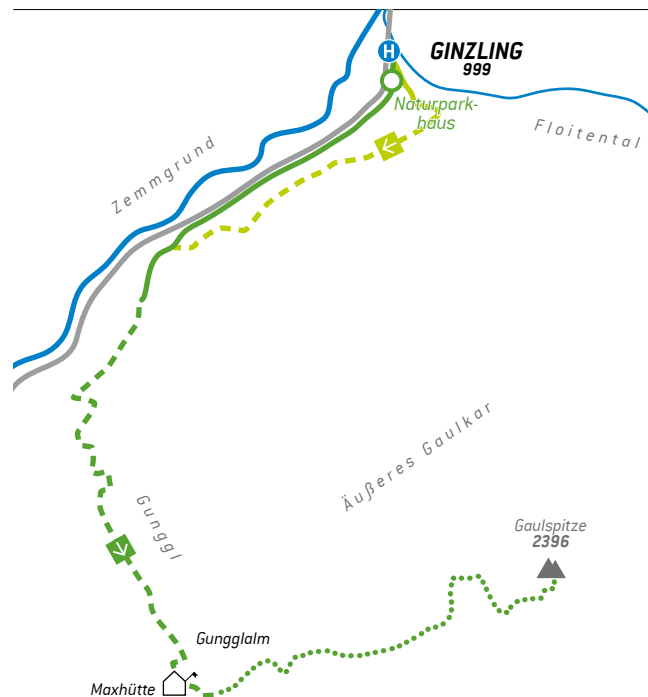 H
GINZLING
999
Naturpark-
haus
Floitental
Zemmgrund
Äußeres Gaulkar
Gunggl
Gaulspitze
2396
Gungglalm
Maxhütte